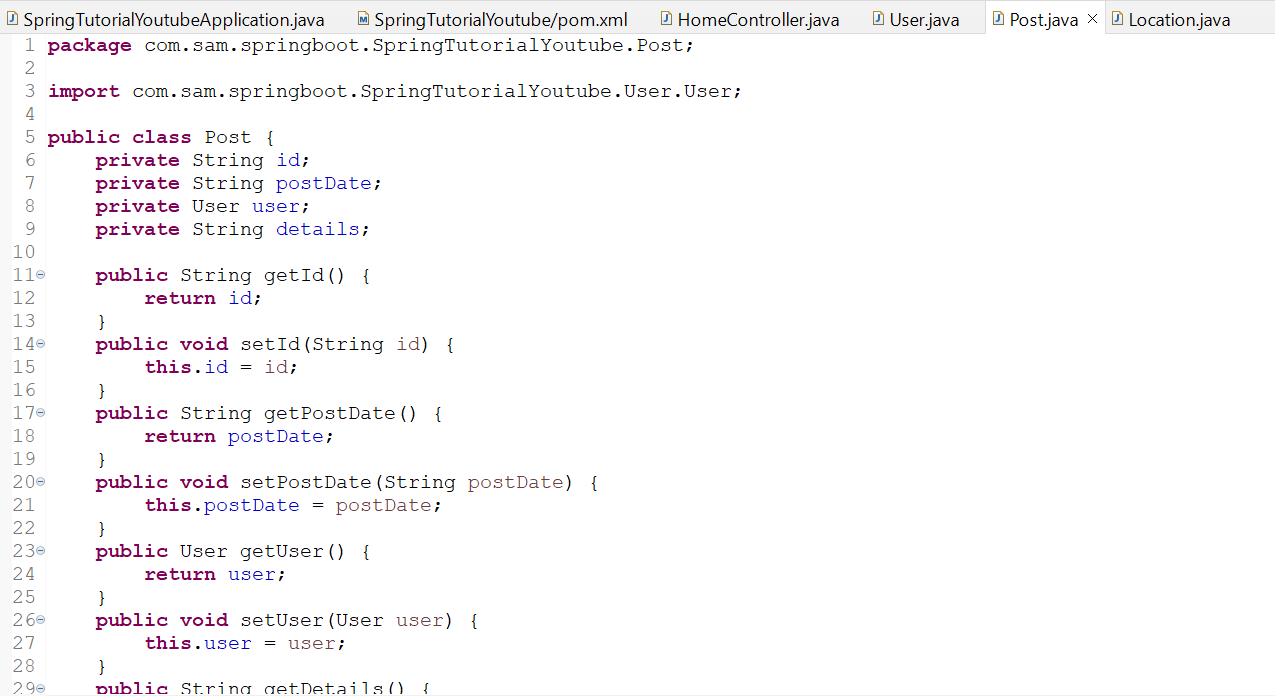 SpringTutorialYoutubeApplication.java SpringTutorialYoutube/pom.xml HomeController.java User.java Post.java Location.java
1 package com.sam.springboot.SpringTutorialYoutube.Post;
2
3 import com.sam.springboot.SpringTutorialYoutube.User.User;
4
5 public class Post {
6     private String id;
7     private String postDate;
8     private User user;
9     private String details;
10
11     public String getId() {
12         return id;
13     }
14     public void setId(String id) {
15         this.id = id;
16     }
17     public String getPostDate() {
18         return postDate;
19     }
20     public void setPostDate(String postDate) {
21         this.postDate = postDate;
22     }
23     public User getUser() {
24         return user;
25     }
26     public void setUser(User user) {
27         this.user = user;
28     }
29     public String getDetails() {